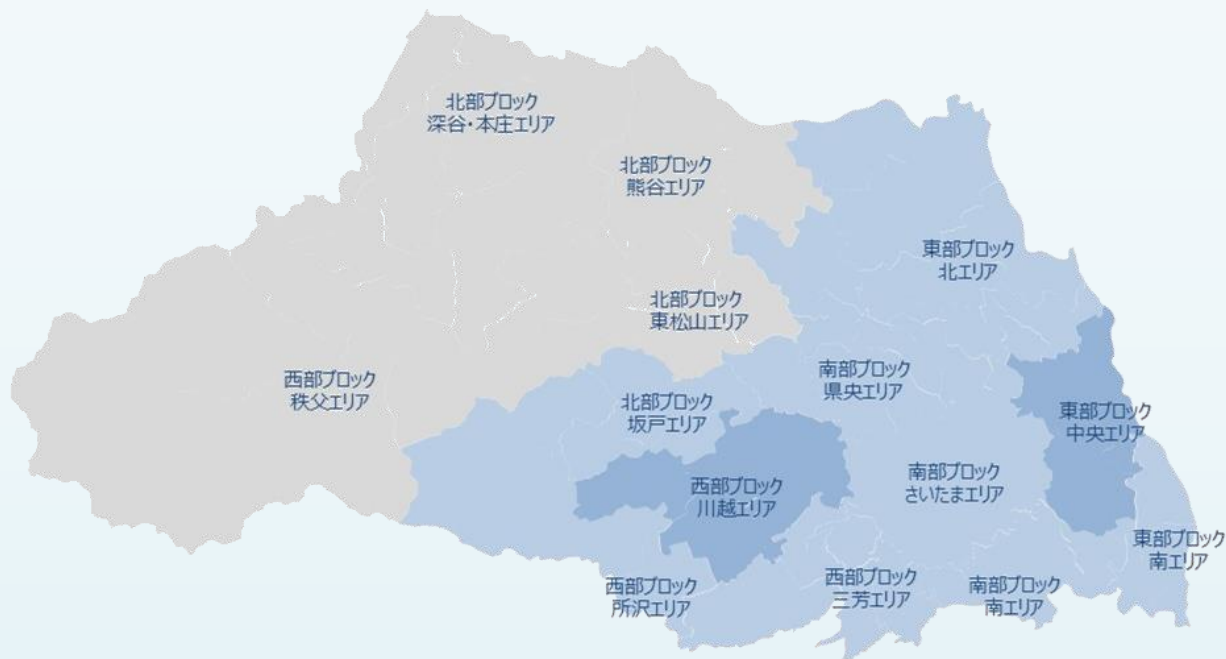 北部ブロック
深谷・本庄エリア
北部ブロック
熊谷エリア
東部ブロック
北エリア
北部ブロック
東松山エリア
西部ブロック
秩父エリア
南部ブロック
県央エリア
北部ブロック
坂戸エリア
東部ブロック
中央エリア
西部ブロック
川越エリア
南部ブロック
さいたまエリア
東部ブロック
南エリア
西部ブロック
所沢エリア
西部ブロック
三芳エリア
南部ブロック
南エリア